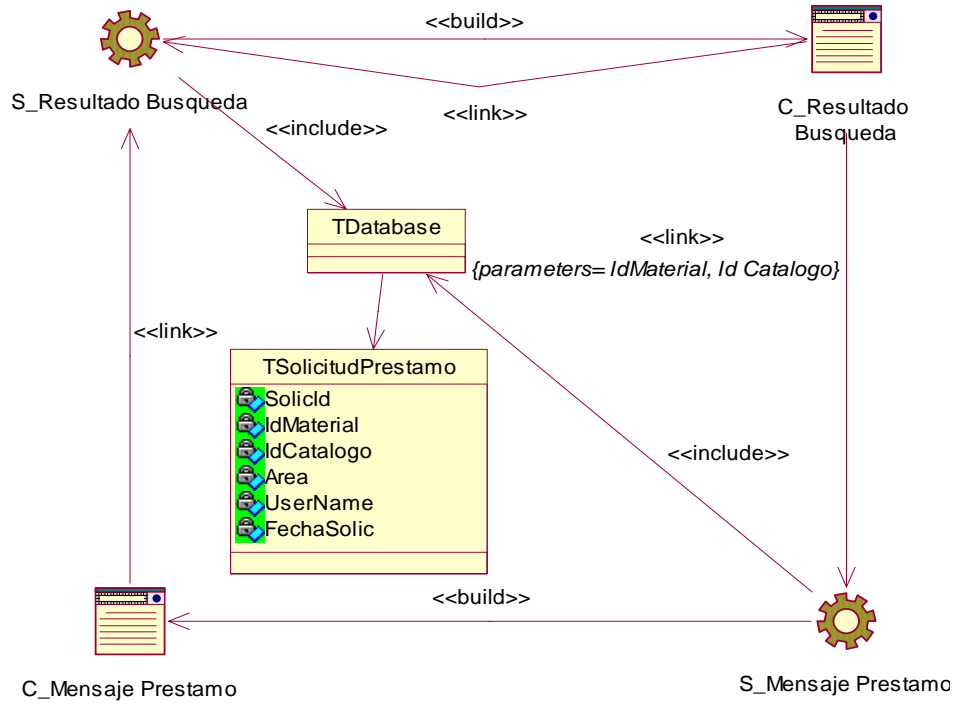 <<build>>
S_Resultado Busqueda
<<link>>
C_Resultado
Busqueda
<<include>>
TDatabase
<<link>>
{parameters= IdMaterial, Id Catalogo}
<<link>>
TSolicitudPrestamo
SolicId
IdMaterial
IdCatalogo
Area
UserName
FechaSolic
<<include>>
<<build>>
C_Mensaje Prestamo
S_Mensaje Prestamo